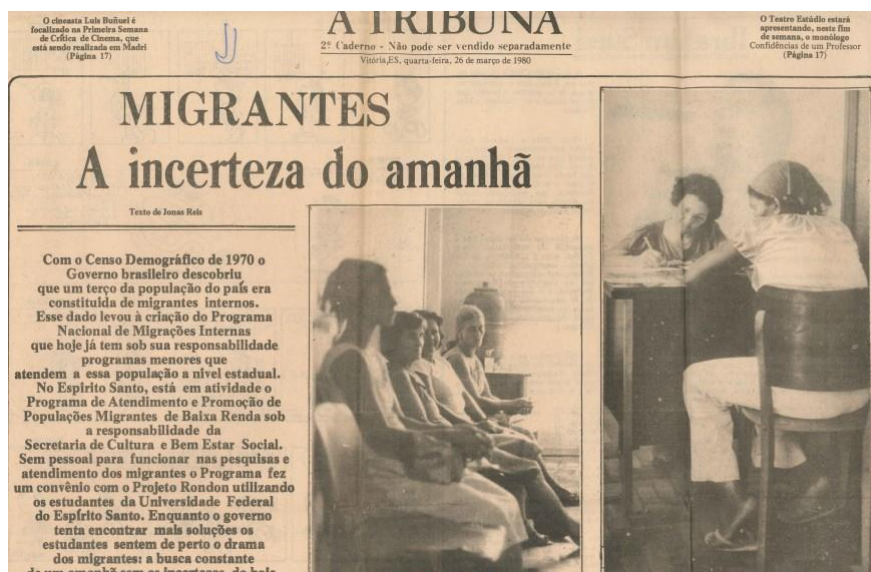 O cineasta Luis Buñuel é
focalizado na Primeira Semana
de Crítica de Cinema, que
está sendo realizada em Madri
(Página 17)
A TRIBUNA
2º Caderno - Não pode ser vendido separadamente
Vitória,ES, quarta-feira, 26 de março de 1980
O Teatro Estúdio estará
apresentando, neste fim
de semana, o monólogo
Confidências de um Professor
(Página 17)
MIGRANTES
A incerteza do amanhã
Texto de Jonas Reis
Com o Censo Demográfico de 1970 o
Governo brasileiro descobriu
que um terço da população do país era
constituída de migrantes internos.
Esse dado levou à criação do Programa
Nacional de Migrações Internas
que hoje já tem sob sua responsabilidade
programas menores que
atendem a essa população a nível estadual.
No Espírito Santo, está em atividade o
Programa de Atendimento e Promoção de
Populações Migrantes de Baixa Renda sob
a responsabilidade da
Secretaria de Cultura e Bem Estar Social.
Sem pessoal para funcionar nas pesquisas e
atendimento dos migrantes o Programa fez
um convênio com o Projeto Rondon utilizando
os estudantes da Universidade Federal
do Espírito Santo. Enquanto o governo
tenta encontrar mais soluções os
estudantes sentem de perto o drama
dos migrantes: a busca constante
de um amanhã sem as incertezas de hoje